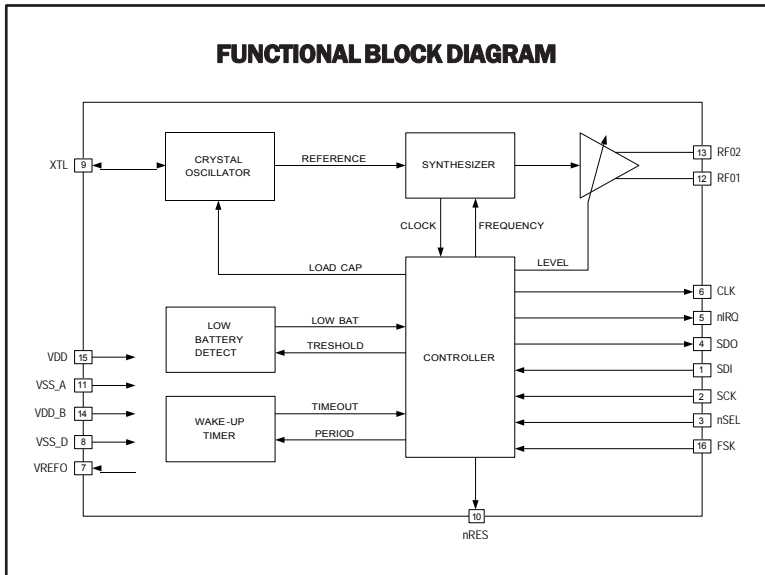 FUNCTIONAL BLOCK DIAGRAM
XTL
9
CRYSTAL
OSCILLATOR
REFERENCE
SYNTHESIZER
13
RF02
12
RF01
CLOCK
FREQUENCY
LOAD CAP
LEVEL
6
CLK
LOW
BATTERY
DETECT
LOW BAT
TRESHOLD
CONTROLLER
5
nIRQ
4
SDO
VDD
15
1
SDI
VSS_A
11
2
SCK
VDD_B
14
WAKE-UP
TIMER
TIMEOUT
PERIOD
3
nSEL
VSS_D
8
16
FSK
VREFO
7
10
nRES